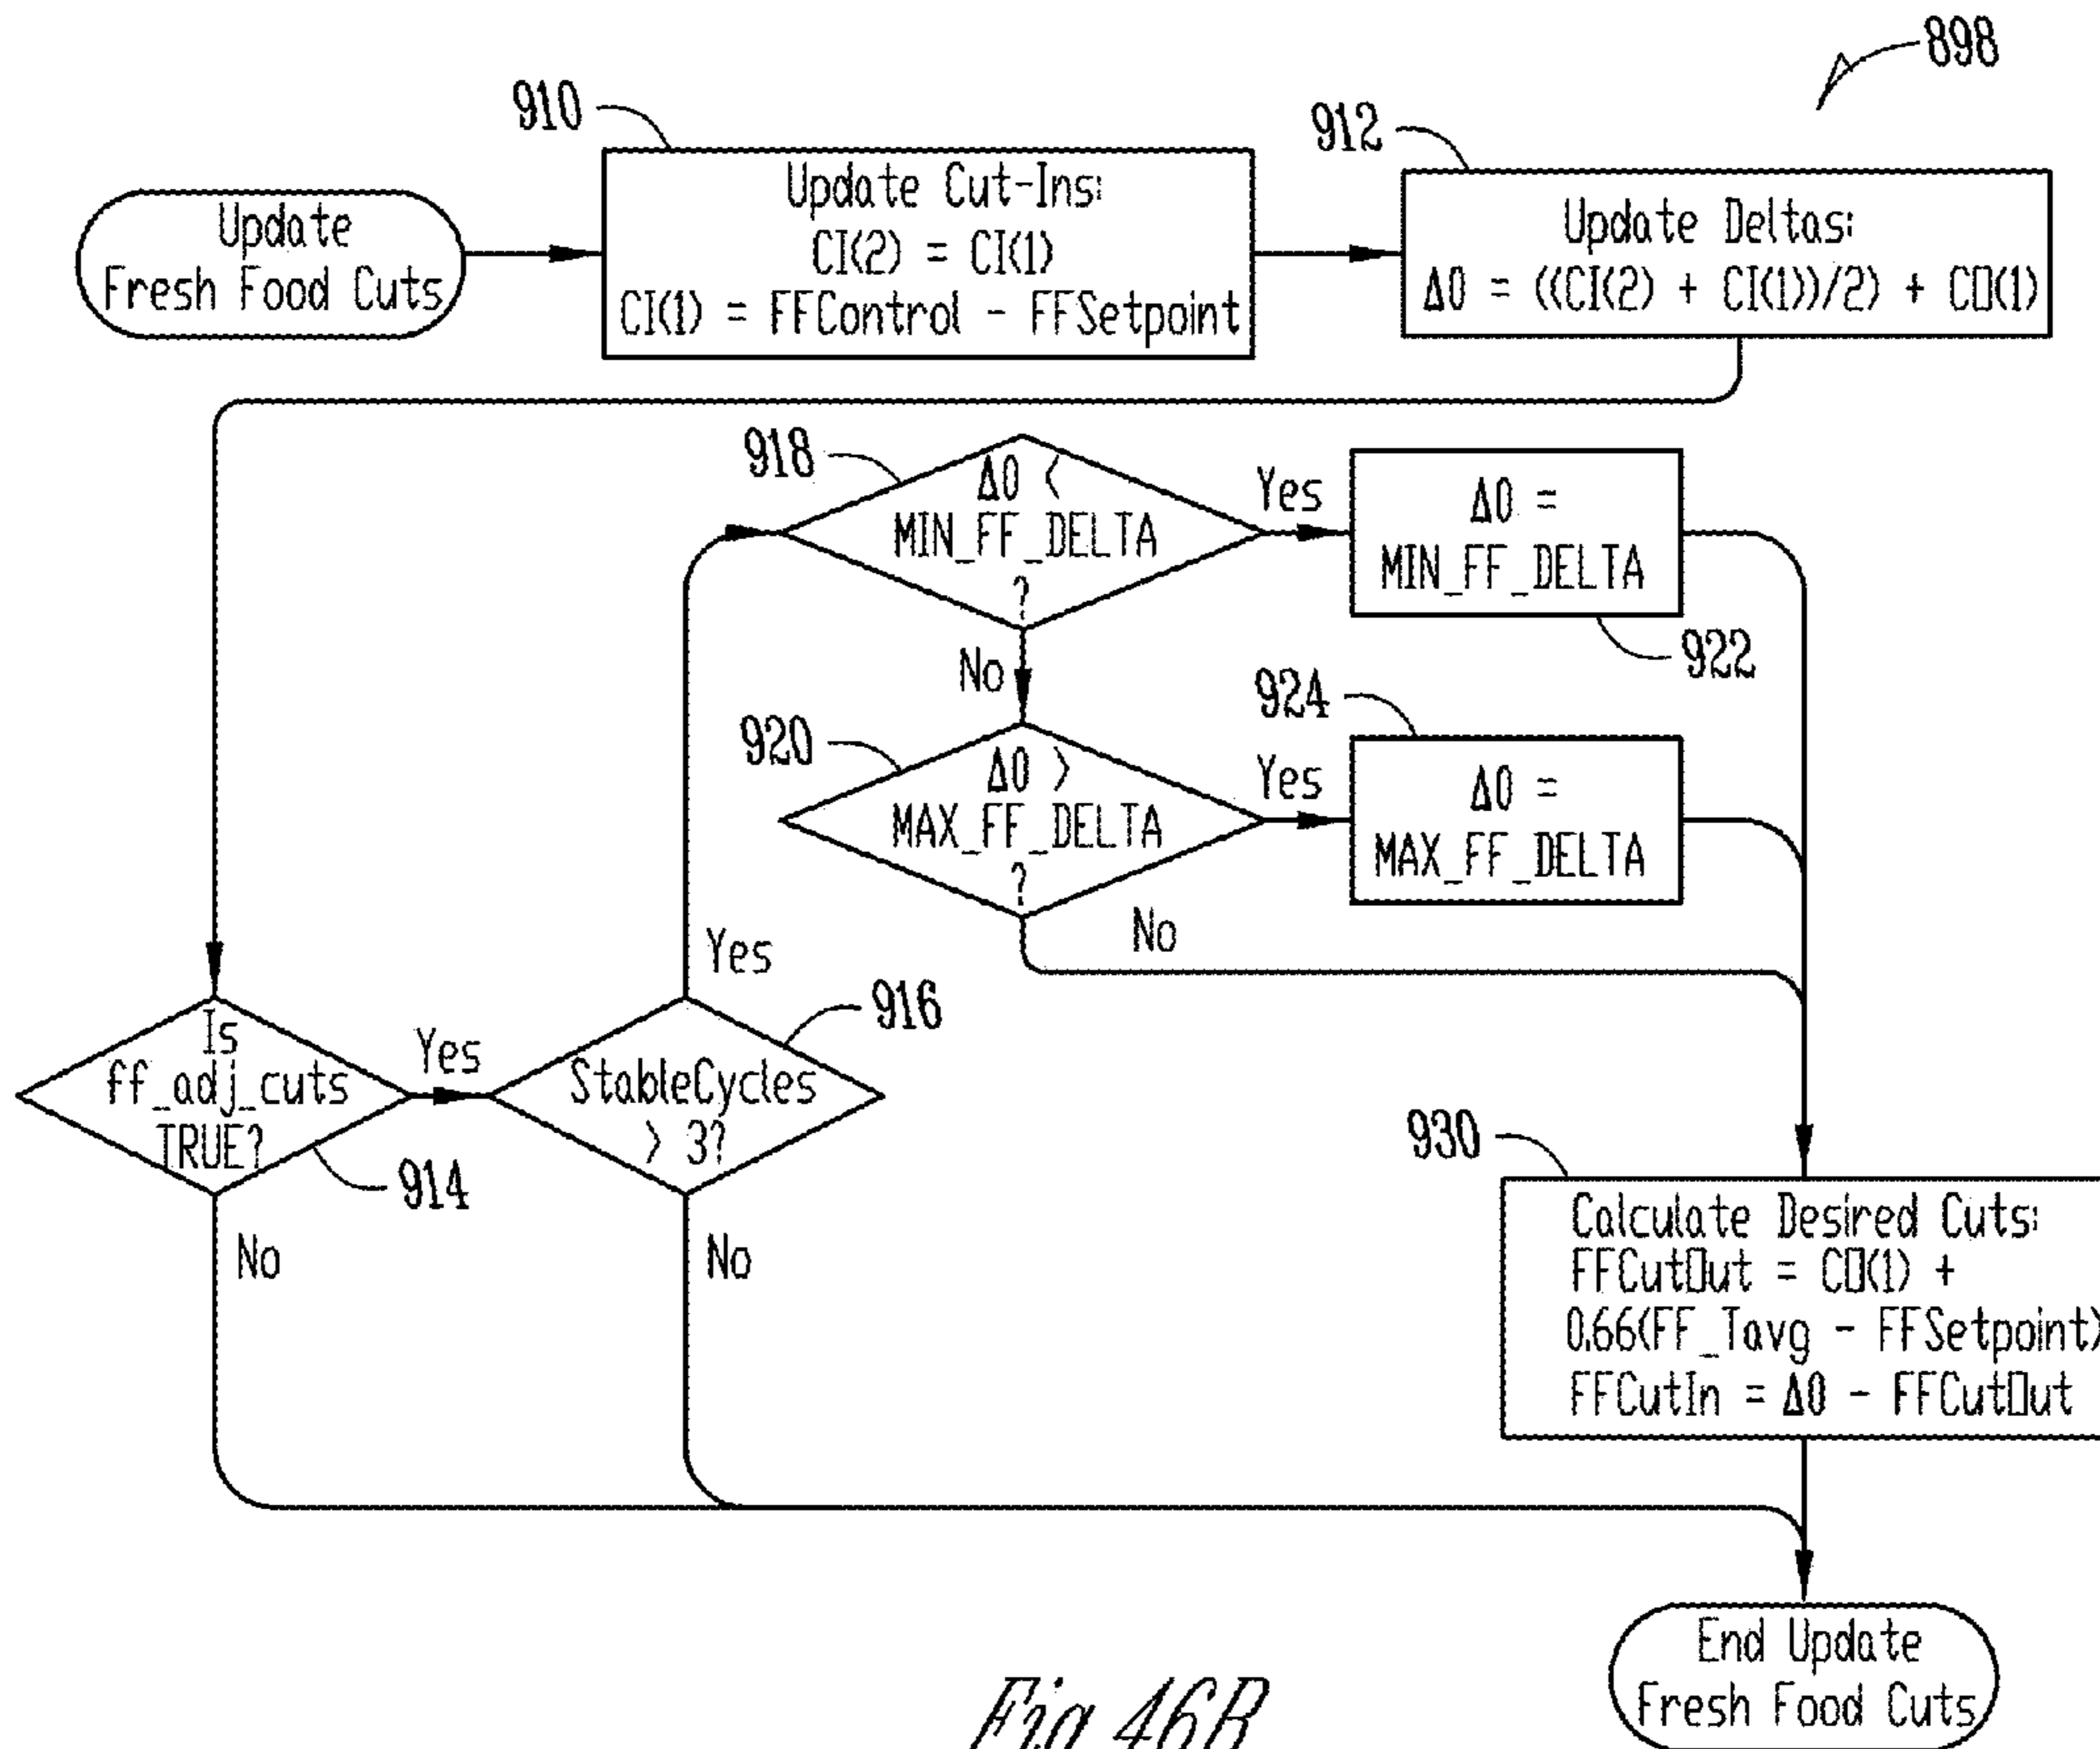 898
910
912
Update
Fresh Food Cuts
Update Cut-Ins:
CI(2) = CI(1)
CI(1) = FFControl - FFSetpoint
Update Deltas:
Δ0 = ((CI(2) + CI(1))/2) + CO(1)
918
Δ0 <
MIN_FF_DELTA
?
Yes
Δ0 =
MIN_FF_DELTA
922
No
920
Δ0 >
MAX_FF_DELTA
?
Yes
924
Δ0 =
MAX_FF_DELTA
No
Is
ff_adj_cuts
TRUE?
914
Yes
No
916
StableCycles
> 3?
Yes
No
930
Calculate Desired Cuts:
FFCutOut = CO(1) +
0.66(FF_Tavg - FFSetpoint)
FFCutIn = Δ0 - FFCutOut
End Update
Fresh Food Cuts
Fig 46B